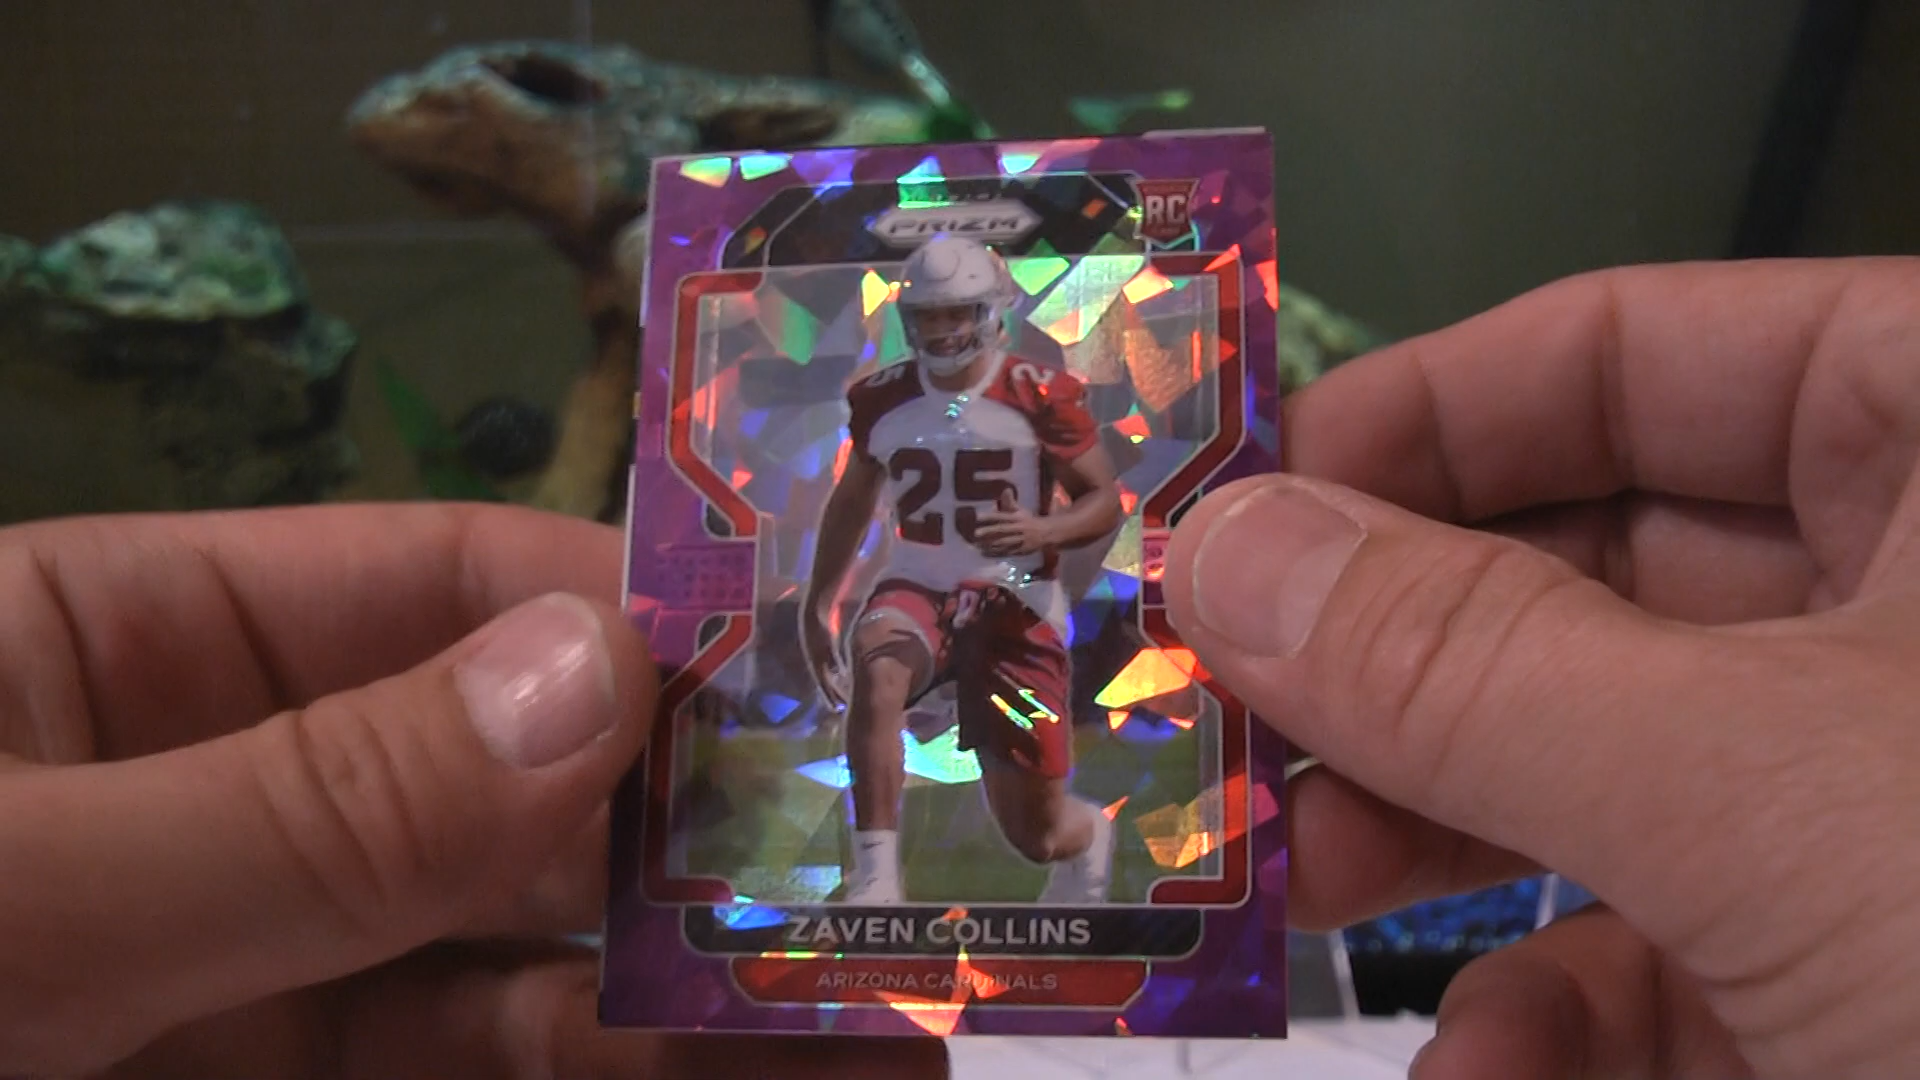 PRIZM
RC
25
25
ZAVEN COLLINS
ARIZONA CARDINALS